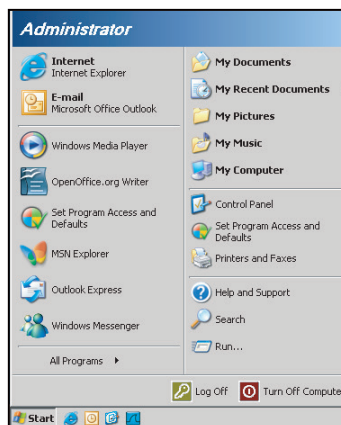 Administrator
Internet
Internet Explorer
E-mail
Microsoft Office Outlook
Windows Media Player
OpenOffice.org Writer
Set Program Access and
Defaults
MSN Explorer
Outlook Express
Windows Messenger
All Programs
My Documents
My Recent Documents
My Pictures
My Music
My Computer
Control Panel
Set Program Access and
Defaults
Printers and Faxes
Help and Support
Search
Run...
Log Off
Turn Off Compute
Start